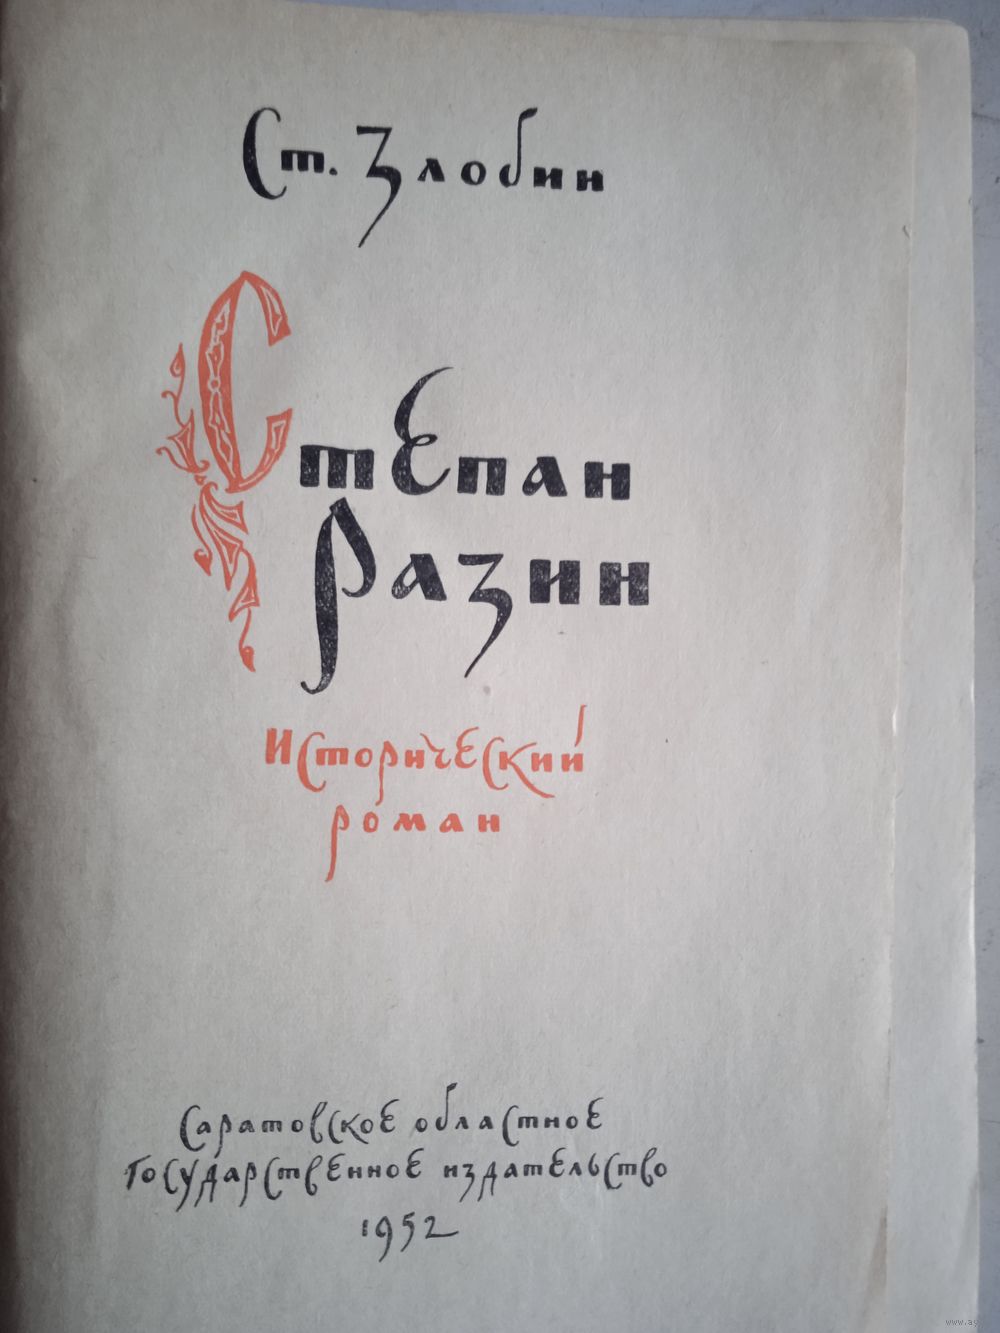 Ст. Злобин
Степан
Разин
Исторический
роман
Саратовское областное
государственное издательство
1952